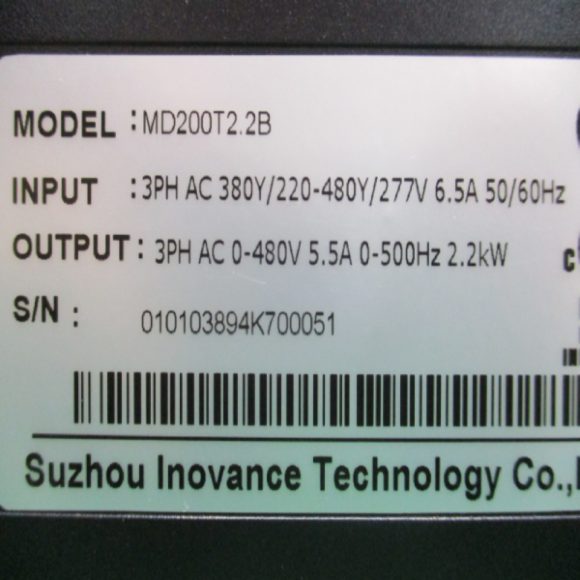 MODEL :MD200T2.2B
INPUT :3PH AC 380Y/220-480Y/277V 6.5A 50/60Hz
OUTPUT: 3PH AC 0-480V 5.5A 0-500Hz 2.2kW
c
S/N : 010103894K700051
Suzhou Inovance Technology Co.,